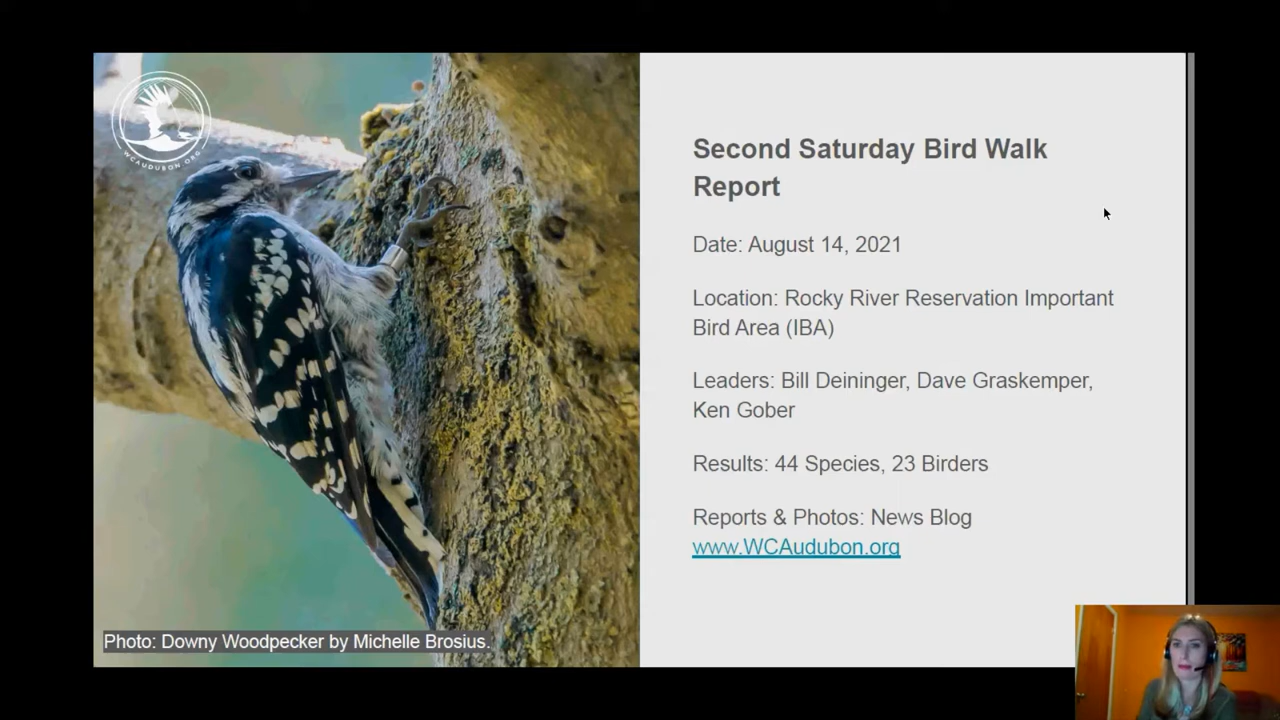 WCAUDUBON.ORG
Second Saturday Bird Walk
Report
Date: August 14, 2021
Location: Rocky River Reservation Important
Bird Area (IBA)
Leaders: Bill Deininger, Dave Graskemper,
Ken Gober
Results: 44 Species, 23 Birders
Reports & Photos: News Blog
www.WCAudubon.org
Photo: Downy Woodpecker by Michelle Brosius.